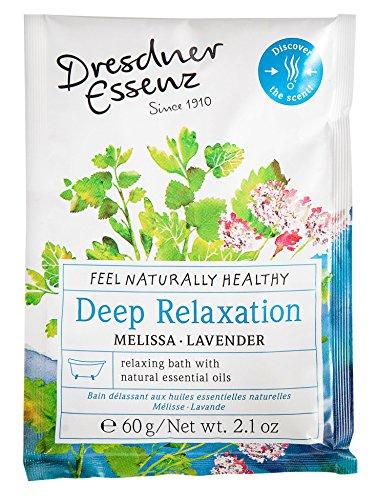 Dresdner
Essenz
Since 1910
Discover
the scent!
FEEL NATURALLY HEALTHY
Deep Relaxation
MELISSA · LAVENDER
relaxing bath with
natural essential oils
Bain délassant aux huiles essentielles naturelles
Mélisse · Lavande
℮ 60 g/Net wt. 2.1 oz